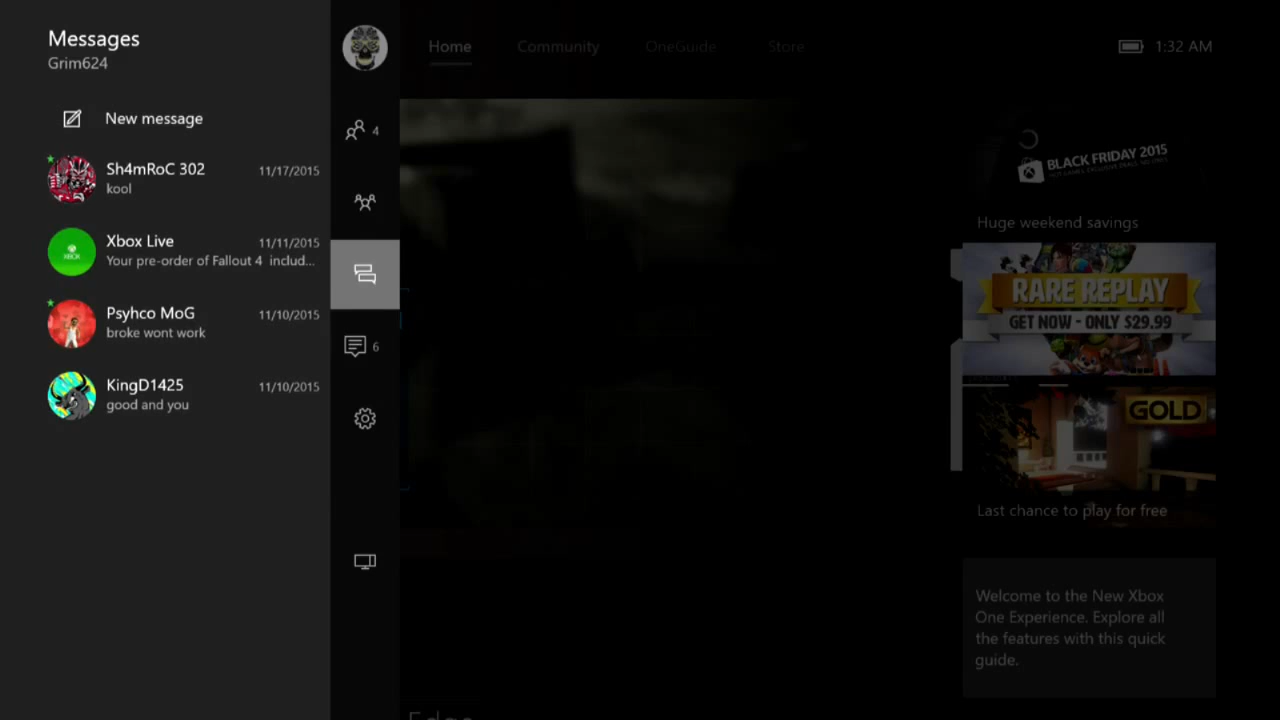 Messages
Grim624
New message
Sh4mRoC 302
11/17/2015
kool
Xbox Live
11/11/2015
Your pre-order of Fallout 4 includ...
Psyhco MoG
11/10/2015
broke wont work
KingD1425
11/10/2015
good and you
4
6
Home
Community
OneGuide
Store
1:32 AM
BLACK FRIDAY 2015
Huge weekend savings
RARE REPLAY
GET NOW - ONLY $29.99
GOLD
Last chance to play for free
Welcome to the New Xbox
One Experience. Explore all
the features with this quick
guide.